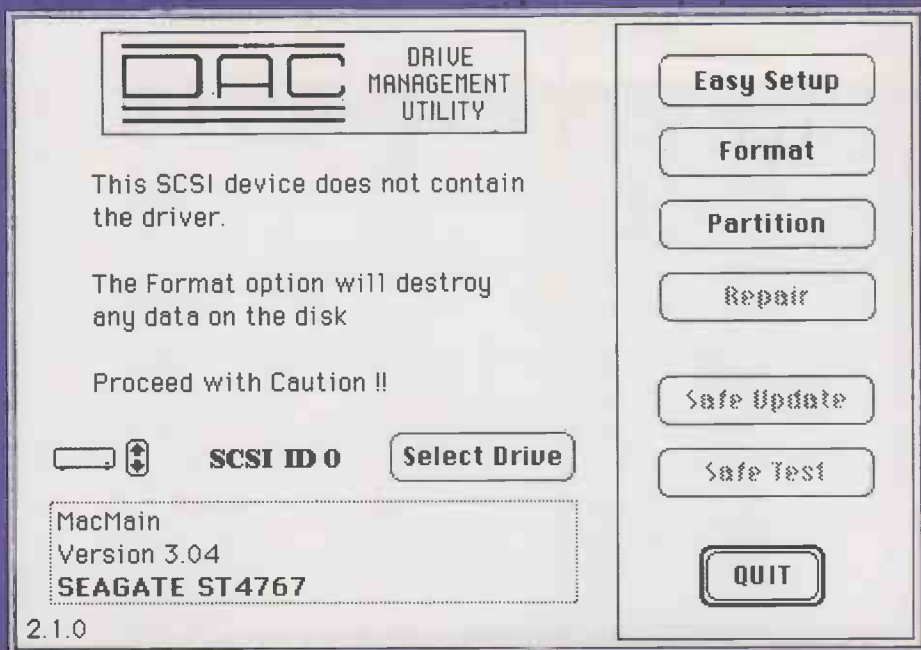 DAC
DRIVE
MANAGEMENT
UTILITY
This SCSI device does not contain
the driver.
The Format option will destroy
any data on the disk
Proceed with Caution !!
SCSI ID 0
Select Drive
MacMain
Version 3.04
SEAGATE ST4767
2.1.0
Easy Setup
Format
Partition
Repair
Safe Update
Safe Test
QUIT